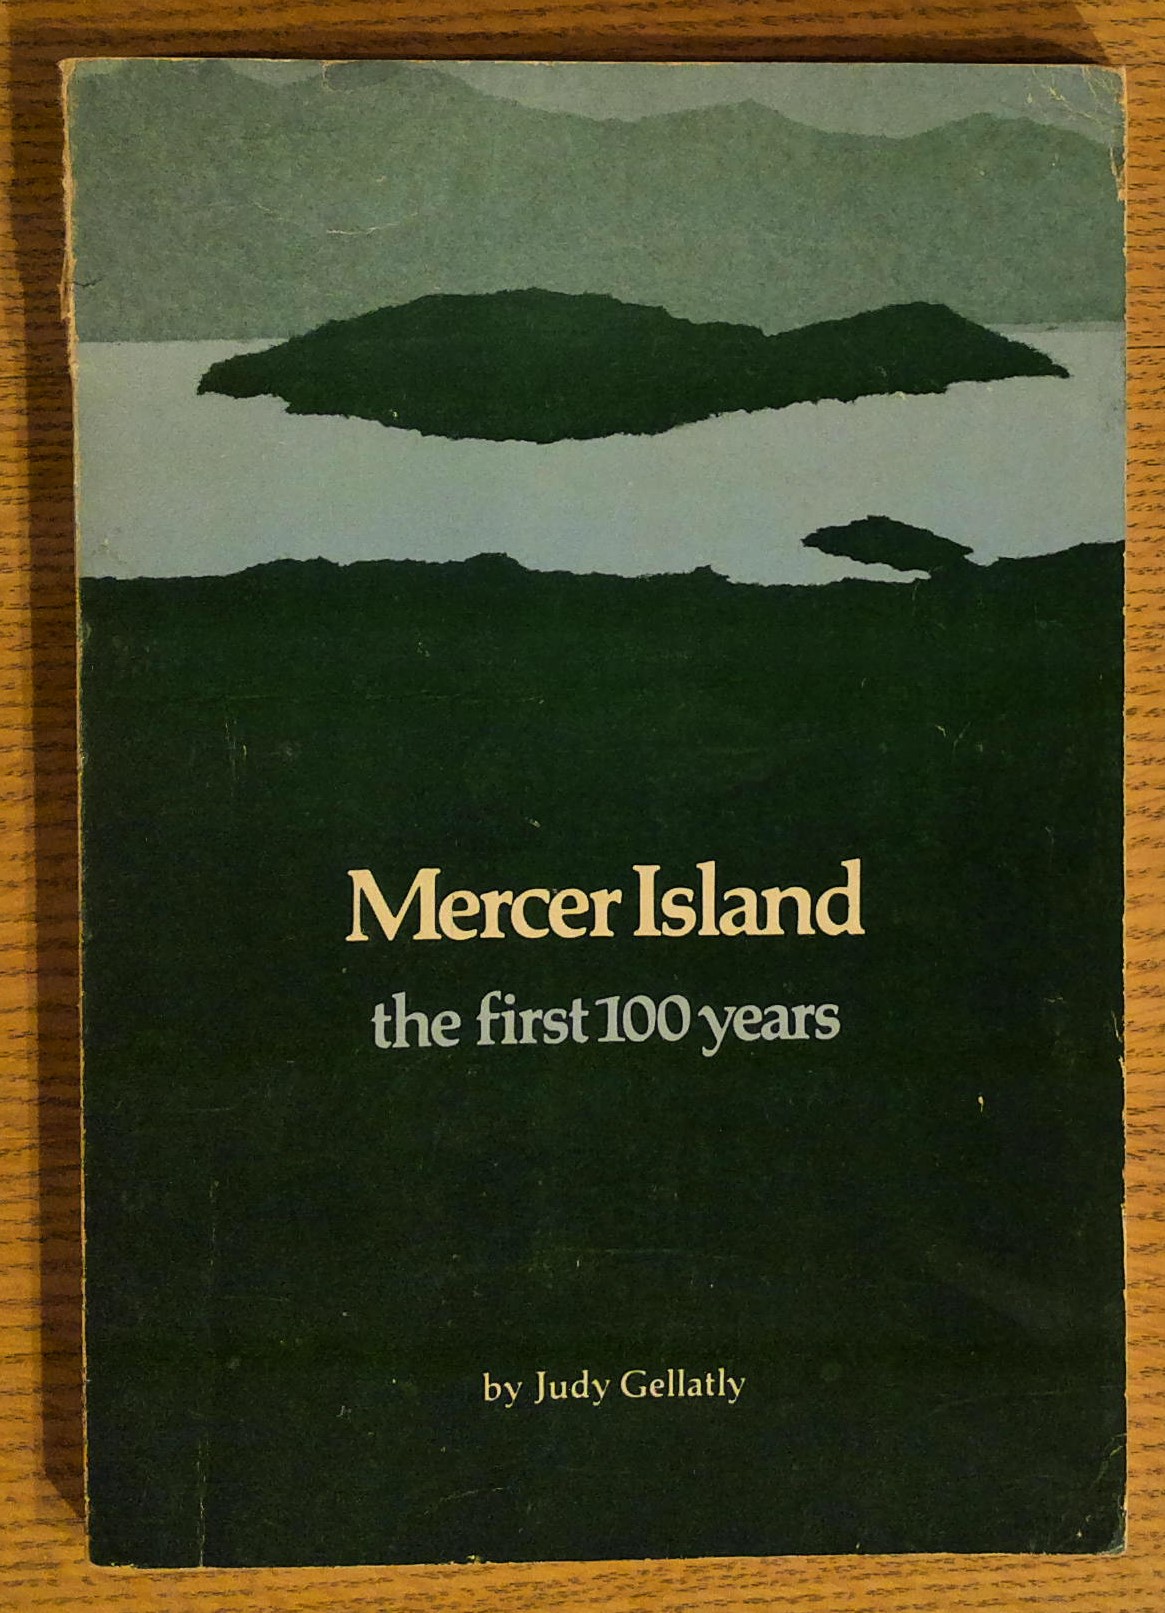 Mercer Island
the first 100 years
by Judy Gellatly